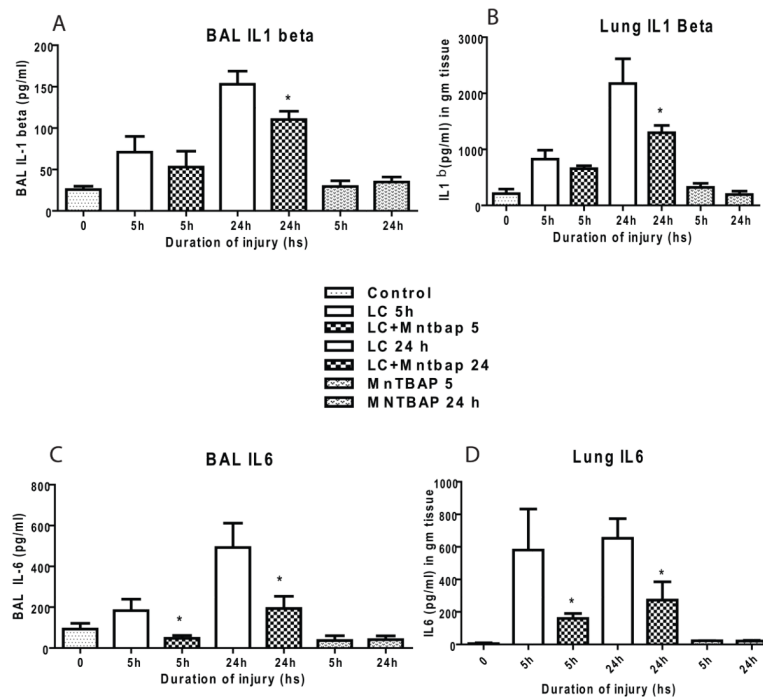 A
BAL IL1 beta
BAL IL-1 beta (pg/ml)
200
150
100
50
0
*
0 5h 5h 24h 24h 5h 24h
Duration of injury (hs)
B
Lung IL1 Beta
IL1 b(pg/ml) in gm tissue
3000
2000
1000
0
*
0 5h 5h 24h 24h 5h 24h
Duration of injury (hs)
Control
LC 5h
LC+Mntbap 5
LC 24 h
LC+Mntbap 24
MnTBAP 5
MNTBAP 24 h
C
BAL IL6
BAL IL-6 (pg/ml)
800
600
400
200
0
*
*
0 5h 5h 24h 24h 5h 24h
Duration of injury (hs)
D
Lung IL6
IL6 (pg/ml) in gm tissue
1000
800
600
400
200
0
*
*
0 5h 5h 24h 24h 5h 24h
Duration of injury (hs)